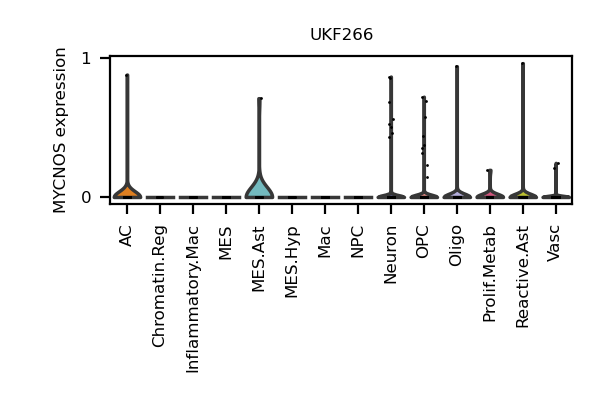 UKF266
MYCNOS expression
1
0
AC
Chromatin.Reg
Inflammatory.Mac
MES
MES.Ast
MES.Hyp
Mac
NPC
Neuron
OPC
Oligo
Prolif.Metab
Reactive.Ast
Vasc